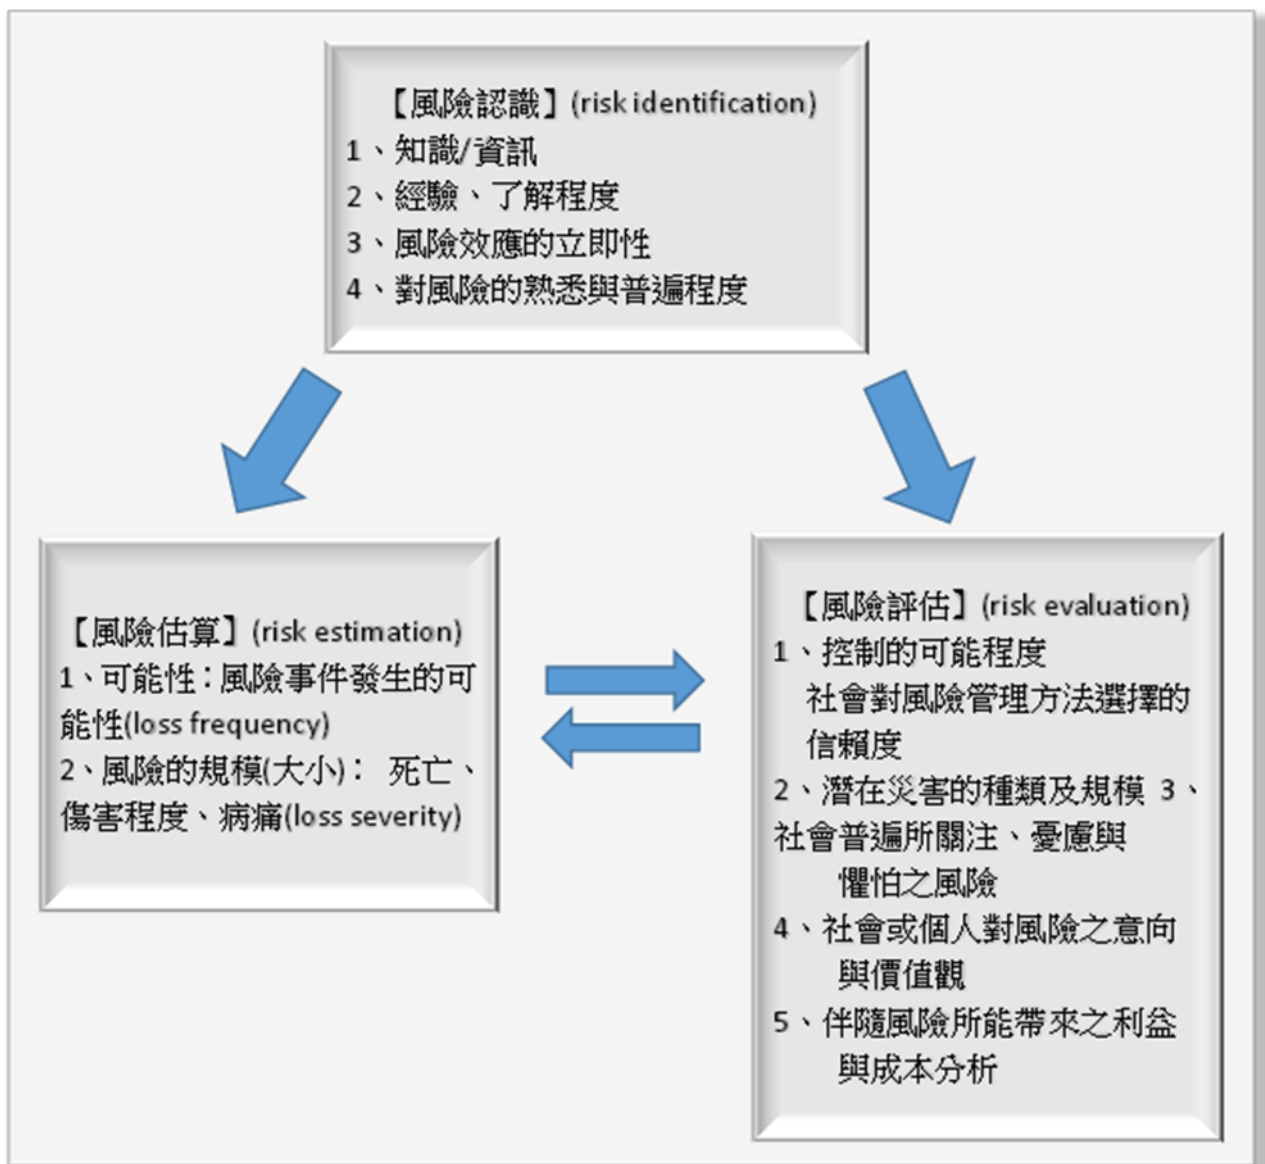 【風險認識】(risk identification)
1、知識/資訊
2、經驗、了解程度
3、風險效應的立即性
4、對風險的熟悉與普遍程度
【風險估算】(risk estimation)
1、可能性：風險事件發生的可
能性(loss frequency)
2、風險的規模(大小)： 死亡、
傷害程度、病痛(loss severity)
【風險評估】(risk evaluation)
1、控制的可能程度
社會對風險管理方法選擇的
信賴度
2、潛在災害的種類及規模 3、
社會普遍所關注、憂慮與
懼怕之風險
4、社會或個人對風險之意向
與價值觀
5、伴隨風險所能帶來之利益
與成本分析